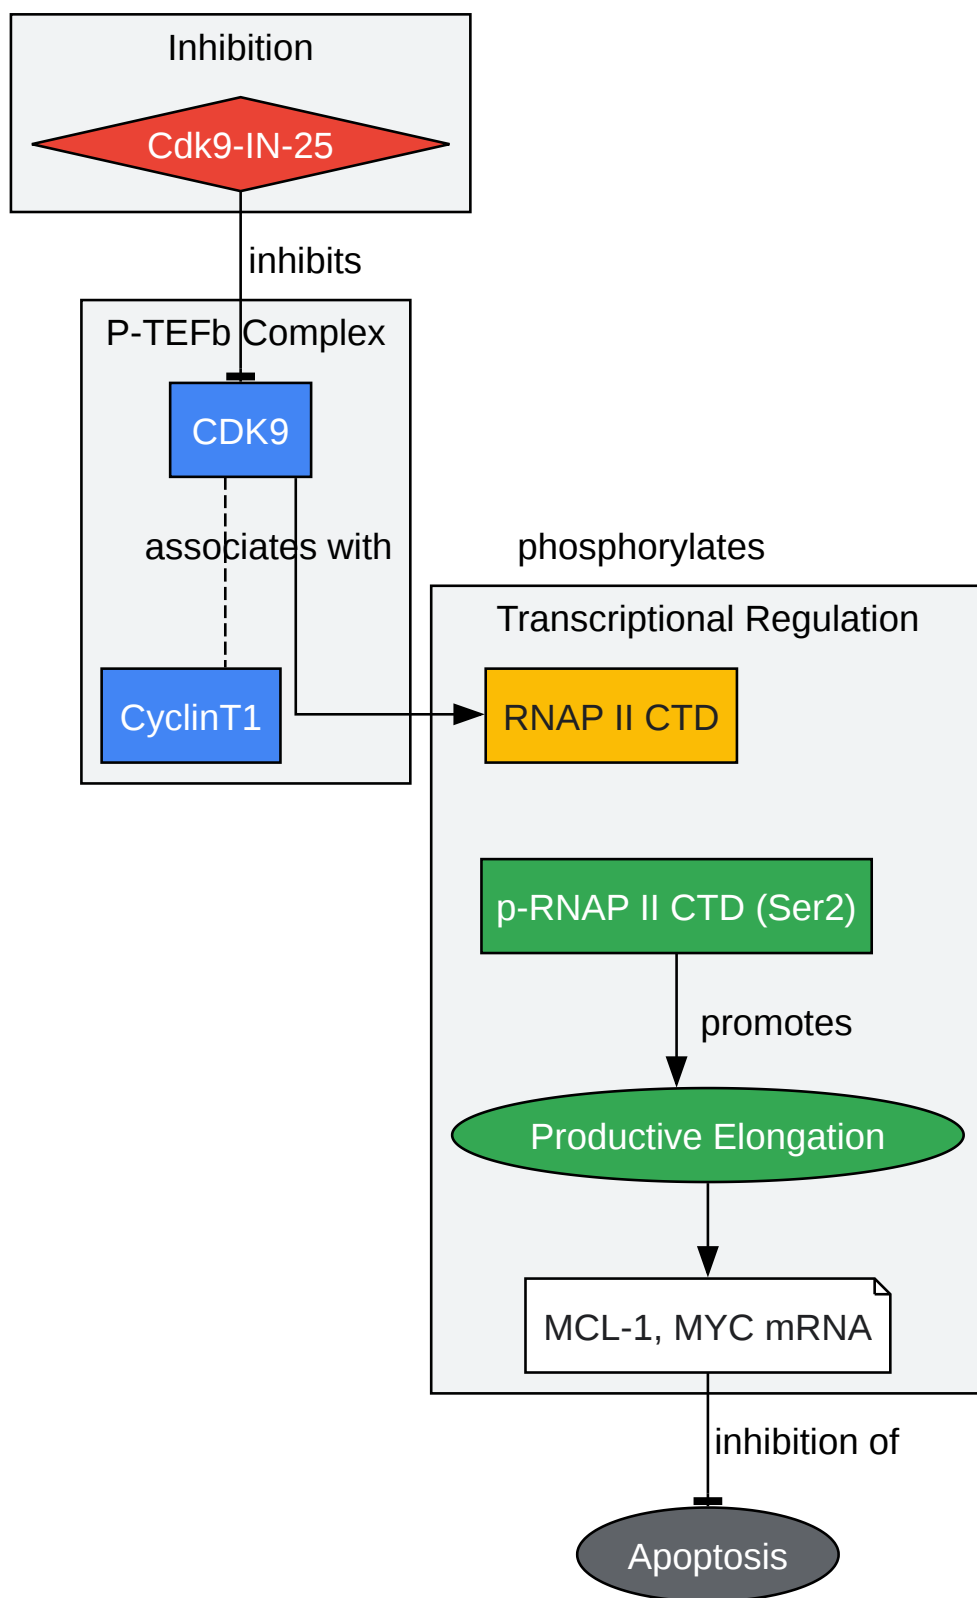 Inhibition
Cdk9-IN-25
inhibits
P-TEFb Complex
CDK9
associates with
phosphorylates
Transcriptional Regulation
CyclinT1
RNAP II CTD
p-RNAP II CTD (Ser2)
promotes
Productive Elongation
MCL-1, MYC mRNA
inhibition of
Apoptosis